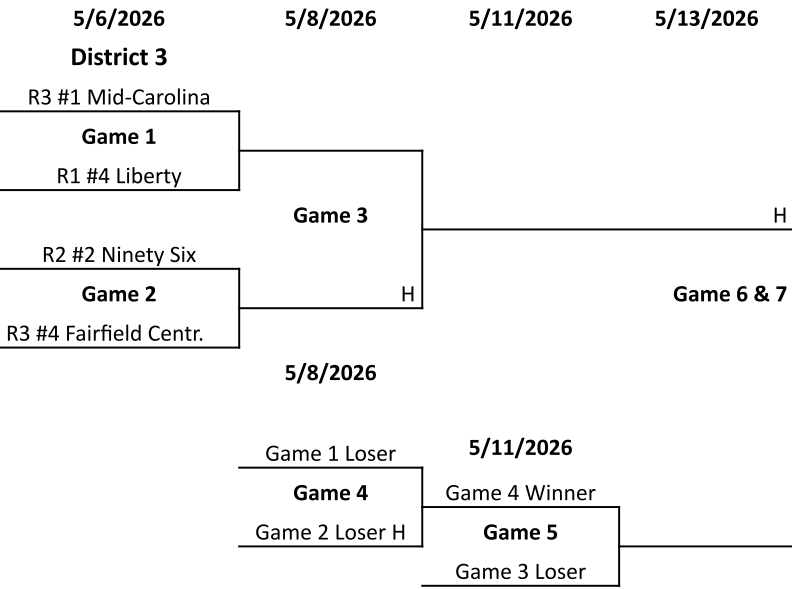 5/6/2026 5/8/2026 5/11/2026 5/13/2026
District 3
R3 #1 Mid-Carolina
Game 1
R1 #4 Liberty
Game 3 H
R2 #2 Ninety Six
Game 2 H Game 6 & 7
R3 #4 Fairfield Centr.
5/8/2026
5/11/2026
Game 1 Loser
Game 4 Game 4 Winner
Game 2 Loser H Game 5
Game 3 Loser